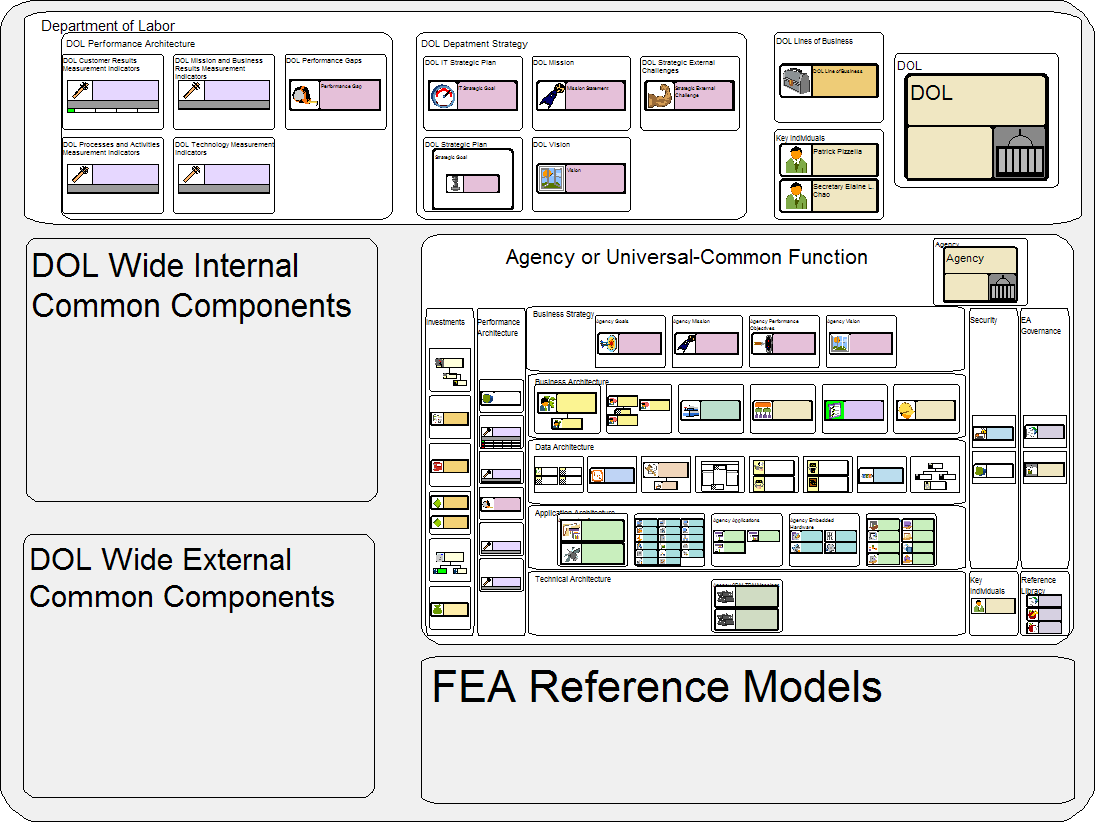 Department of Labor
DOL Performance Architecture
DOL Customer Results
Measurement Indicators
DOL Mission and Business
Results Measurement
Indicators
DOL Performance Gaps
Performance Gap
DOL Processes and Activities
Measurement Indicators
DOL Technology Measurement
Indicators
DOL Depatment Strategy
DOL IT Strategic Plan
IT Strategic Goal
DOL Mission
Mission Statement
DOL Strategic External
Challenges
Strategic External
Challenge
DOL Strategic Plan
Strategic Goal
DOL Vision
Vision
DOL Lines of Business
DOL Line of Business
Key Individuals
Patrick Pizzella
Secretary Elaine L.
Chao
DOL
DOL
DOL Wide Internal
Common Components
DOL Wide External
Common Components
Agency or Universal-Common Function
Agency
Agency
Investments
Performance
Architecture
Business Strategy
Agency Goals
Agency Mission
Agency Performance
Objectives
Agency Vision
Business Architecture
Data Architecture
Application Architecture
Agency Applications
Agency Embedded
Hardware
Technical Architecture
Security
EA
Governance
Key
Individuals
Reference
Library
FEA Reference Models